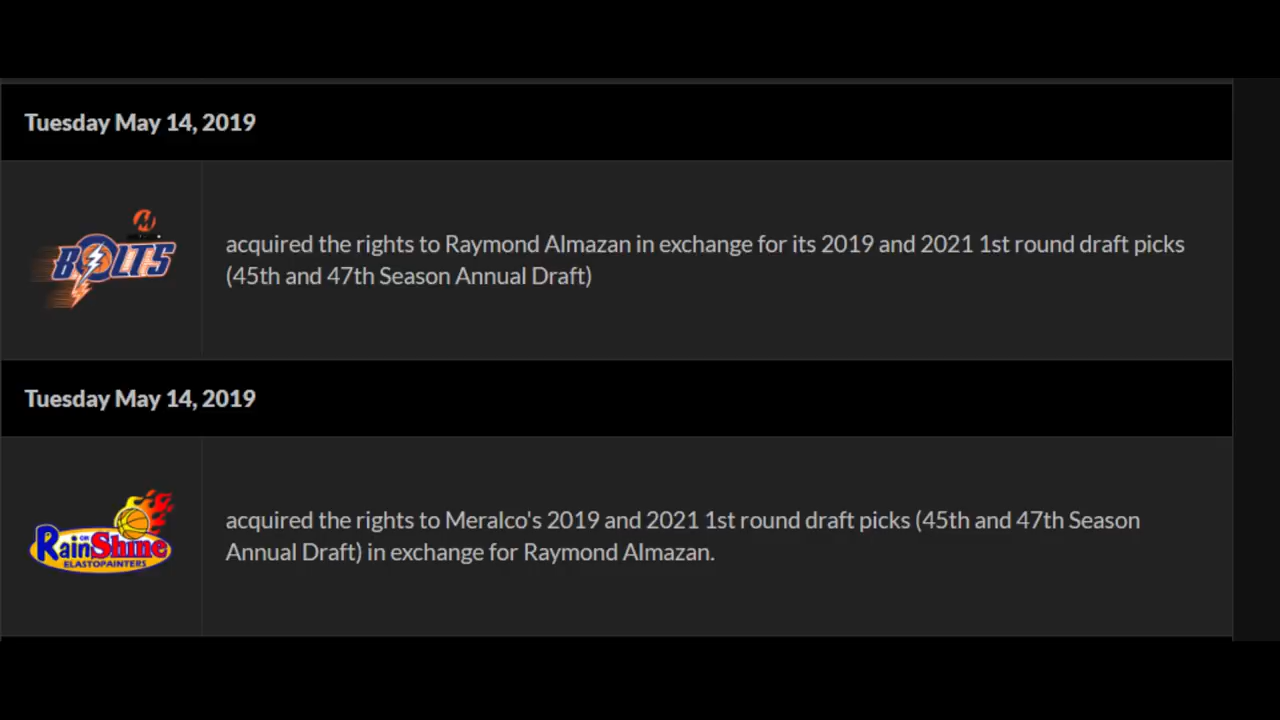 Tuesday May 14, 2019
BOLTS
acquired the rights to Raymond Almazan in exchange for its 2019 and 2021 1st round draft picks
(45th and 47th Season Annual Draft)
Tuesday May 14, 2019
OR
RainShine
ELASTOPAINTERS
acquired the rights to Meralco's 2019 and 2021 1st round draft picks (45th and 47th Season
Annual Draft) in exchange for Raymond Almazan.